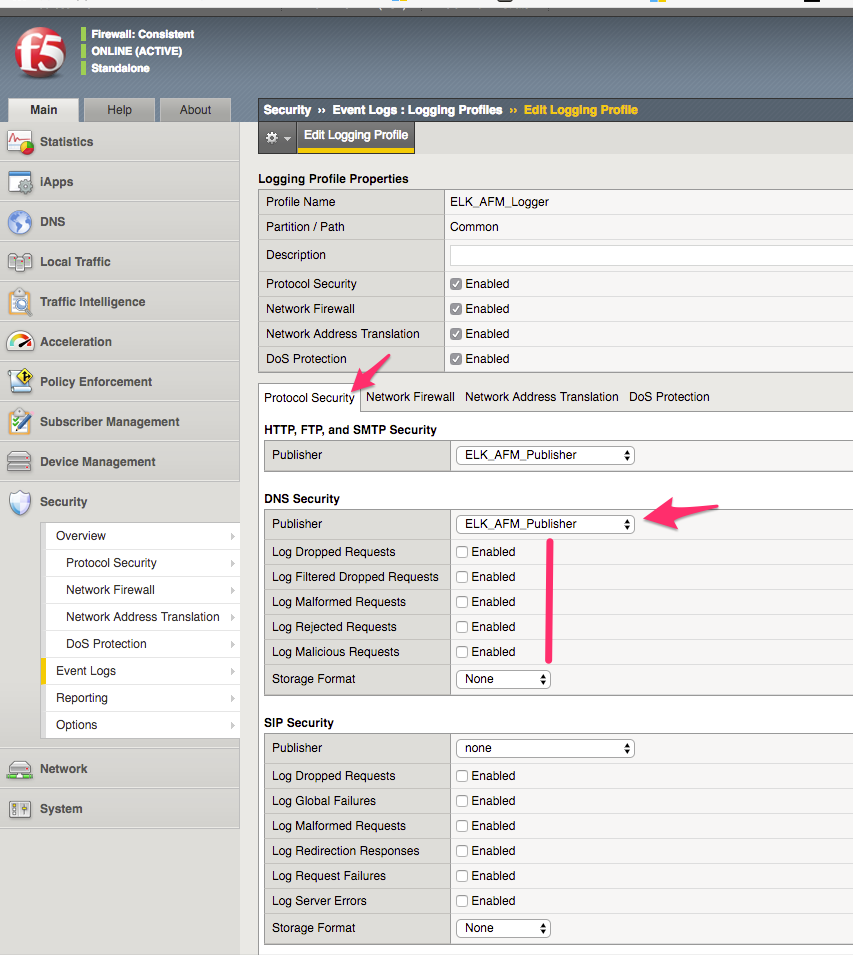 f5
Firewall: Consistent
ONLINE (ACTIVE)
Standalone
Main Help About
Statistics
iApps
DNS
Local Traffic
Traffic Intelligence
Acceleration
Policy Enforcement
Subscriber Management
Device Management
Security
Overview
Protocol Security
Network Firewall
Network Address Translation
DoS Protection
Event Logs
Reporting
Options
Network
System
Security ›› Event Logs : Logging Profiles ›› Edit Logging Profile
Edit Logging Profile
Logging Profile Properties
Profile Name ELK_AFM_Logger
Partition / Path Common
Description
Protocol Security Enabled
Network Firewall Enabled
Network Address Translation Enabled
DoS Protection Enabled
Protocol Security Network Firewall Network Address Translation DoS Protection
HTTP, FTP, and SMTP Security
Publisher ELK_AFM_Publisher
DNS Security
Publisher ELK_AFM_Publisher
Log Dropped Requests Enabled
Log Filtered Dropped Requests Enabled
Log Malformed Requests Enabled
Log Rejected Requests Enabled
Log Malicious Requests Enabled
Storage Format None
SIP Security
Publisher none
Log Dropped Requests Enabled
Log Global Failures Enabled
Log Malformed Requests Enabled
Log Redirection Responses Enabled
Log Request Failures Enabled
Log Server Errors Enabled
Storage Format None